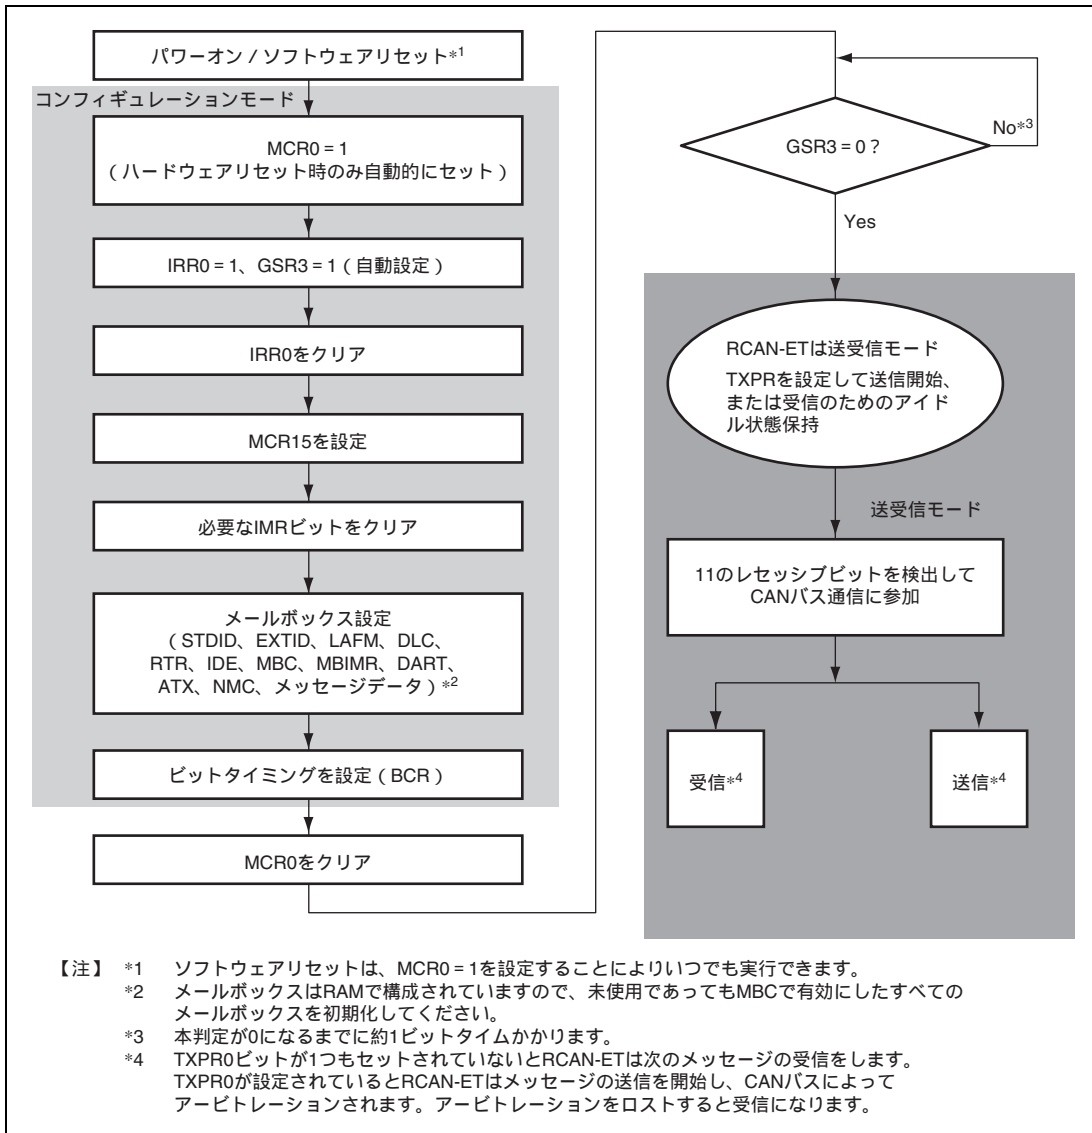 パワーオン / ソフトウェアリセット*1
コンフィギュレーションモード
MCR0 = 1
( ハードウェアリセット時のみ自動的にセット )
IRR0 = 1、GSR3 = 1 ( 自動設定 )
IRR0をクリア
MCR15を設定
必要なIMRビットをクリア
メールボックス設定
( STDID、EXTID、LAFM、DLC、
RTR、IDE、MBC、MBIMR、DART、
ATX、NMC、メッセージデータ )*2
ビットタイミングを設定 ( BCR )
MCR0をクリア
GSR3 = 0 ?
No*3
Yes
RCAN-ETは送受信モード
TXPRを設定して送信開始、
または受信のためのアイド
ル状態保持
送受信モード
11のレセッシブビットを検出して
CANバス通信に参加
受信*4
送信*4
【注】 *1 ソフトウェアリセットは、MCR0 = 1を設定することによりいつでも実行できます。
*2 メールボックスはRAMで構成されていますので、未使用であってもMBCで有効にしたすべての
メールボックスを初期化してください。
*3 本判定が0になるまでに約1ビットタイムかかります。
*4 TXPR0ビットが1つもセットされていないとRCAN-ETは次のメッセージの受信をします。
TXPR0が設定されているとRCAN-ETはメッセージの送信を開始し、CANバスによって
アービトレーションされます。アービトレーションをロストすると受信になります。